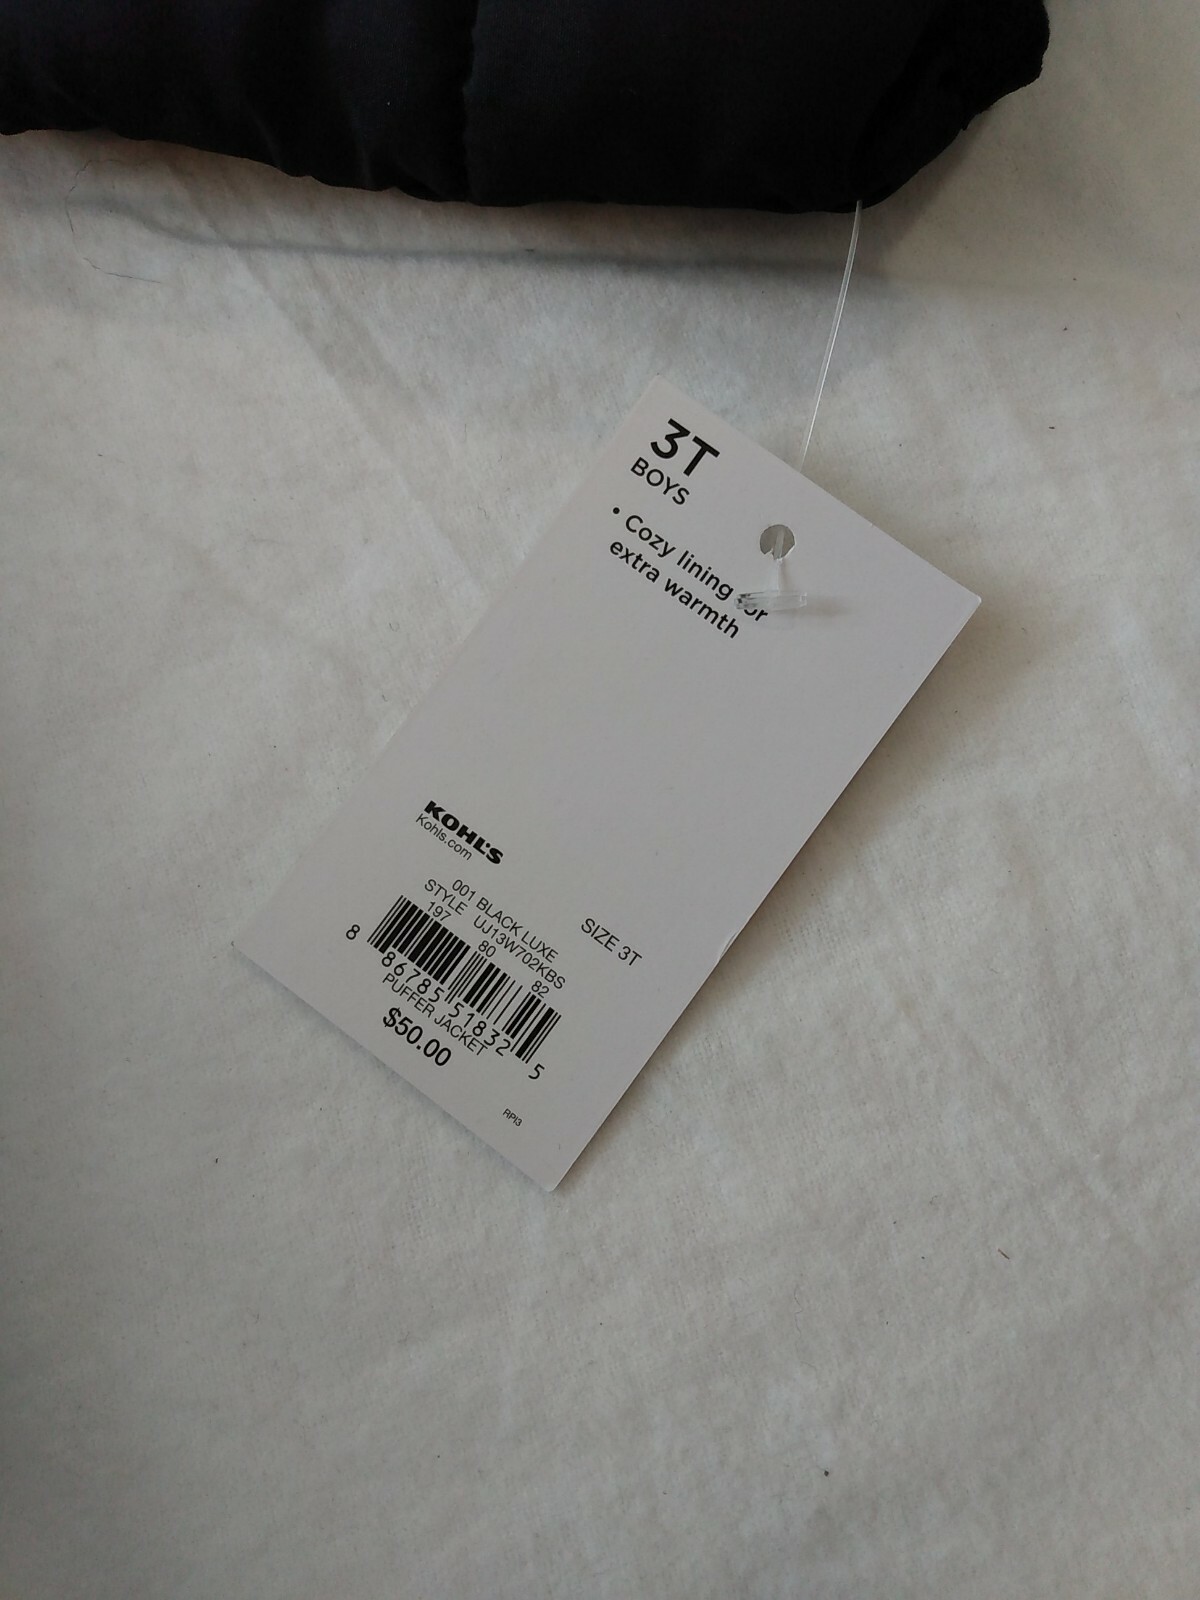 3T
BOYS
• Cozy lining for
extra warmth
KOHL'S
Kohls.com
001 BLACK LUXE
STYLE UJ13W702KBS
SIZE 3T
197 80 82
8 86785 51832 5
PUFFER JACKET
$50.00
RPI3